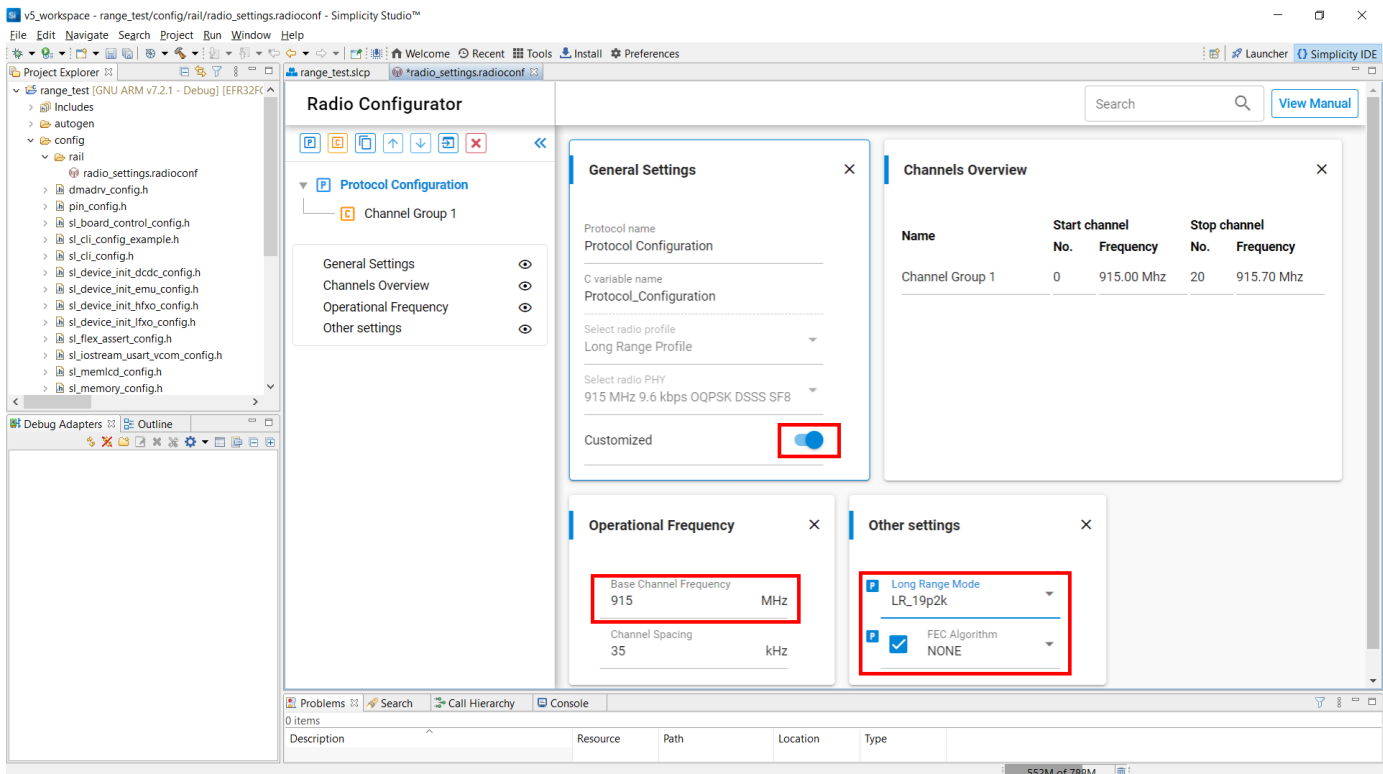 v5_workspace - range_test/config/rail/radio_settings.radioconf - Simplicity Studio™
File Edit Navigate Search Project Run Window Help
Welcome Recent Tools Install Preferences
Launcher {} Simplicity IDE
Project Explorer
range_test [GNU ARM v7.2.1 - Debug] [EFR32F
Includes
autogen
config
rail
radio_settings.radioconf
dmadrv_config.h
pin_config.h
sl_board_control_config.h
sl_cli_config_example.h
sl_cli_config.h
sl_device_init_dcdc_config.h
sl_device_init_emu_config.h
sl_device_init_hfxo_config.h
sl_device_init_lfxo_config.h
sl_flex_assert_config.h
sl_iostream_usart_vcom_config.h
sl_memlcd_config.h
sl_memory_config.h
Debug Adapters Outline
range_test.slcp *radio_settings.radioconf
Radio Configurator
Search
View Manual
P C
P Protocol Configuration
C Channel Group 1
General Settings
Channels Overview
Operational Frequency
Other settings
General Settings
Protocol name
Protocol Configuration
C variable name
Protocol_Configuration
Select radio profile
Long Range Profile
Select radio PHY
915 MHz 9.6 kbps OQPSK DSSS SF8
Customized
Channels Overview
Start channel Stop channel
Name No. Frequency No. Frequency
Channel Group 1 0 915.00 Mhz 20 915.70 Mhz
Operational Frequency
Base Channel Frequency
915 MHz
Channel Spacing
35 kHz
Other settings
P Long Range Mode
LR_19p2k
P FEC Algorithm
NONE
Problems Search Call Hierarchy Console
0 items
Description Resource Path Location Type
552M of 788M